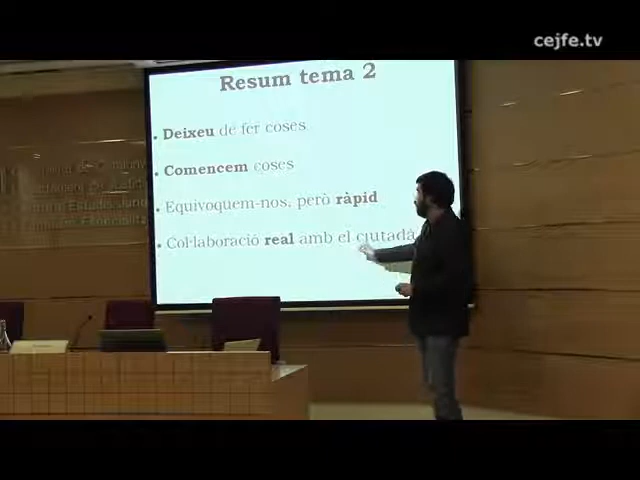 cejfe.tv
Resum tema 2
• Deixeu de fer coses
• Comencem coses
• Equivoquem-nos, però ràpid
• Col·laboració real amb el ciutadà